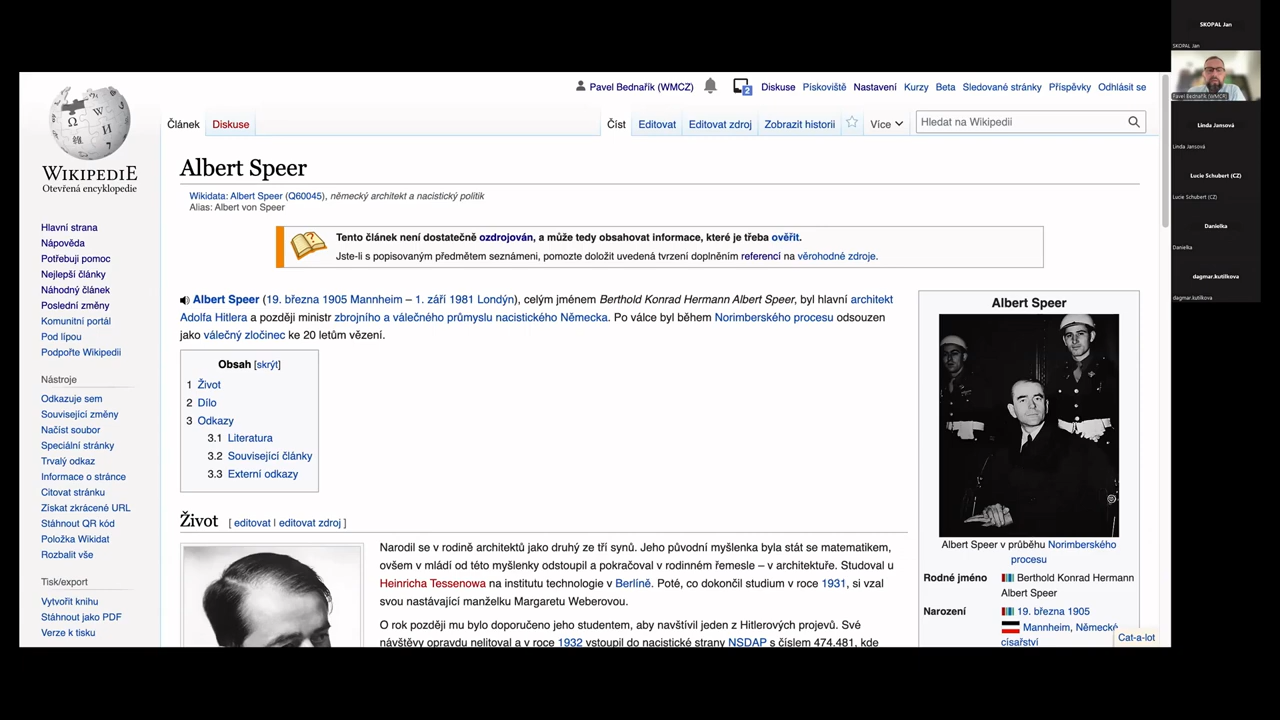 Pavel Bednařík (WMCZ)
2
Diskuse
Pískoviště
Nastavení
Kurzy
Beta
Sledované stránky
Příspěvky
Odhlásit se
Článek
Diskuse
Číst
Editovat
Editovat zdroj
Zobrazit historii
Více
Hledat na Wikipedii
WIKIPEDIE
Otevřená encyklopedie
Hlavní strana
Nápověda
Potřebuji pomoc
Nejlepší články
Náhodný článek
Poslední změny
Komunitní portál
Pod lípou
Podpořte Wikipedii
Nástroje
Odkazuje sem
Související změny
Načíst soubor
Speciální stránky
Trvalý odkaz
Informace o stránce
Citovat stránku
Získat zkrácené URL
Stáhnout QR kód
Položka Wikidat
Rozbalit vše
Tisk/export
Vytvořit knihu
Stáhnout jako PDF
Verze k tisku
Albert Speer
Wikidata: Albert Speer (Q60045), německý architekt a nacistický politik
Alias: Albert von Speer
Tento článek není dostatečně ozdrojován, a může tedy obsahovat informace, které je třeba ověřit.
Jste-li s popisovaným předmětem seznámeni, pomozte doložit uvedená tvrzení doplněním referencí na věrohodné zdroje.
Albert Speer (19. března 1905 Mannheim – 1. září 1981 Londýn), celým jménem Berthold Konrad Hermann Albert Speer, byl hlavní architekt
Adolfa Hitlera a později ministr zbrojního a válečného průmyslu nacistického Německa. Po válce byl během Norimberského procesu odsouzen
jako válečný zločinec ke 20 letům vězení.
Obsah [skrýt]
1 Život
2 Dílo
3 Odkazy
3.1 Literatura
3.2 Související články
3.3 Externí odkazy
Život [ editovat | editovat zdroj ]
Narodil se v rodině architektů jako druhý ze tří synů. Jeho původní myšlenka byla stát se matematikem,
ovšem v mládí od této myšlenky odstoupil a pokračoval v rodinném řemesle – v architektuře. Studoval u
Heinricha Tessenowa na institutu technologie v Berlíně. Poté, co dokončil studium v roce 1931, si vzal
svou nastávající manželku Margaretu Weberovou.
O rok později mu bylo doporučeno jeho studentem, aby navštívil jeden z Hitlerových projevů. Své
návštěvy opravdu nelitoval a v roce 1932 vstoupil do nacistické strany NSDAP s číslem 474.481, kde
Albert Speer
Albert Speer v průběhu Norimberského
procesu
Rodné jméno
Berthold Konrad Hermann
Albert Speer
Narození
19. března 1905
Mannheim, Německé
císařství
Cat-a-lot
SKOPAL Jan
SKOPAL Jan
Pavel Bednařík (WMCR)
Linda Jansová
Linda Jansová
Lucie Schubert (CZ)
Lucie Schubert (CZ)
Danielka
Danielka
dagmar.kutilkova
dagmar.kutilkova